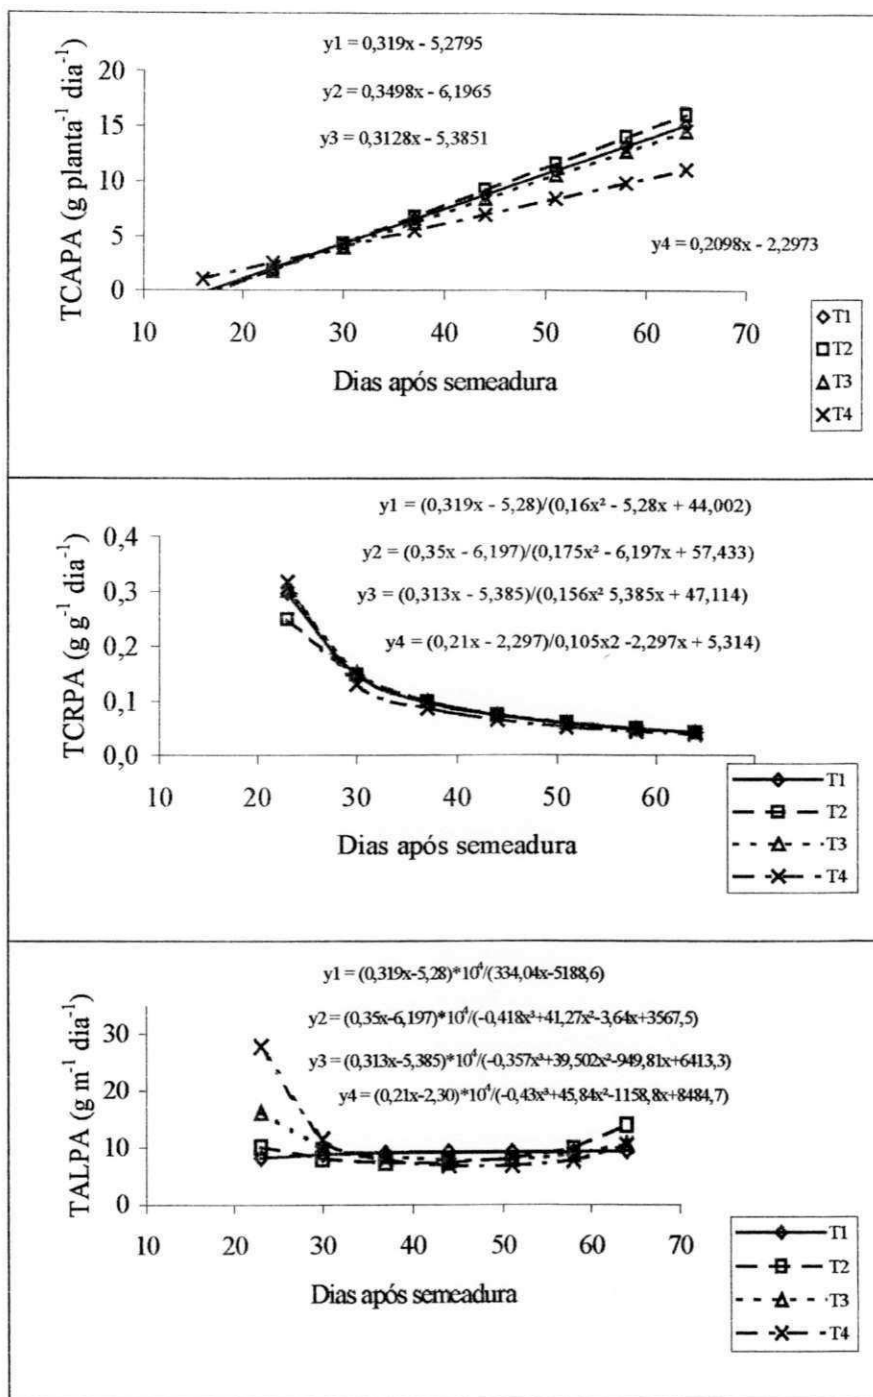 y1 = 0,319x - 5,2795
y2 = 0,3498x - 6,1965
y3 = 0,3128x - 5,3851
y4 = 0,2098x - 2,2973
TCAPA (g planta⁻¹ dia⁻¹)
20
15
10
5
0
10 20 30 40 50 60 70
Dias após semeadura
T1
T2
T3
T4
y1 = (0,319x - 5,28)/(0,16x² - 5,28x + 44,002)
y2 = (0,35x - 6,197)/(0,175x² - 6,197x + 57,433)
y3 = (0,313x - 5,385)/(0,156x² 5,385x + 47,114)
y4 = (0,21x - 2,297)/0,105x2 -2,297x + 5,314)
TCRPA (g g⁻¹ dia⁻¹)
0,4
0,3
0,2
0,1
0,0
10 20 30 40 50 60
Dias após semeadura
T1
T2
T3
T4
y1 = (0,319x-5,28)*10⁴/(334,04x-5188,6)
y2 = (0,35x-6,197)*10⁴/(-0,418x³+41,27x²-3,64x+3567,5)
y3 = (0,313x-5,385)*10⁴/(-0,357x³+39,502x²-949,81x+6413,3)
y4 = (0,21x-2,30)*10⁴/(-0,43x³+45,84x²-1158,8x+8484,7)
TALPA (g m⁻¹ dia⁻¹)
30
20
10
0
10 20 30 40 50 60 70
Dias após semeadura
T1
T2
T3
T4